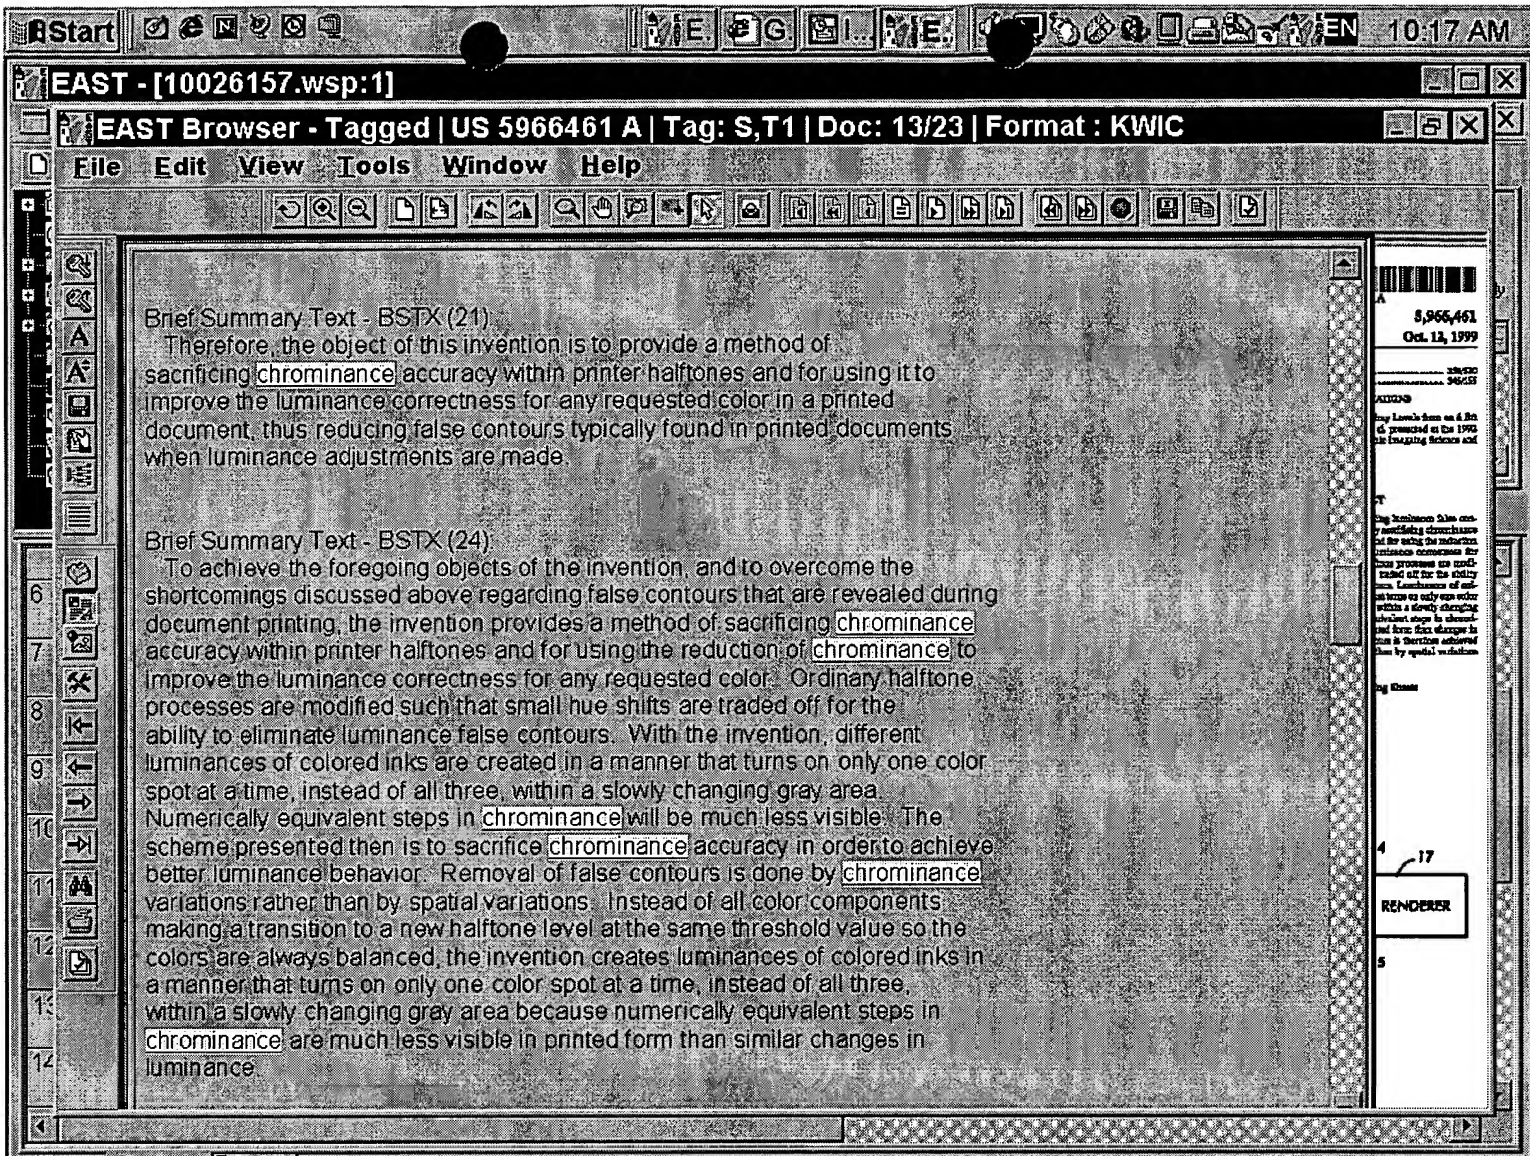 Start E. G. I... E. EN 10:17 AM
EAST - [10026157.wsp:1]
EAST Browser - Tagged | US 5966461 A | Tag: S,T1 | Doc: 13/23 | Format : KWIC
File Edit View Tools Window Help
Brief Summary Text - BSTX (21):
Therefore, the object of this invention is to provide a method of
sacrificing chrominance accuracy within printer halftones and for using it to
improve the luminance correctness for any requested color in a printed
document, thus reducing false contours typically found in printed documents
when luminance adjustments are made.
Brief Summary Text - BSTX (24):
To achieve the foregoing objects of the invention, and to overcome the
shortcomings discussed above regarding false contours that are revealed during
document printing, the invention provides a method of sacrificing chrominance
accuracy within printer halftones and for using the reduction of chrominance to
improve the luminance correctness for any requested color. Ordinary halftone
processes are modified such that small hue shifts are traded off for the
ability to eliminate luminance false contours. With the invention, different
luminances of colored inks are created in a manner that turns on only one color
spot at a time, instead of all three, within a slowly changing gray area.
Numerically equivalent steps in chrominance will be much less visible. The
scheme presented then is to sacrifice chrominance accuracy in order to achieve
better luminance behavior. Removal of false contours is done by chrominance
variations rather than by spatial variations. Instead of all color components
making a transition to a new halftone level at the same threshold value so the
colors are always balanced, the invention creates luminances of colored inks in
a manner that turns on only one color spot at a time, instead of all three,
within a slowly changing gray area because numerically equivalent steps in
chrominance are much less visible in printed form than similar changes in
luminance.
6
7
8
9
10
11
12
13
14
5,966,461
Oct. 12, 1999
4
17
RENDERER
5